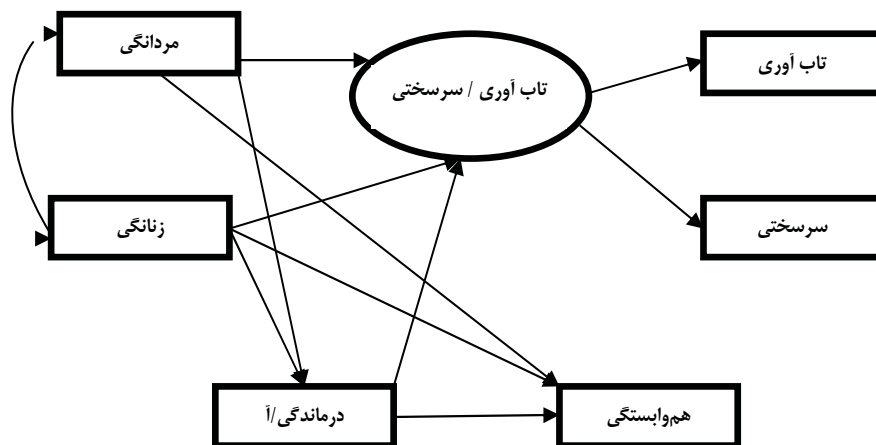 مردانگی
تاب آوری / سرسختی
تاب آوری
زنانگی
سرسختی
درماندگی/آ
هم‌وابستگی